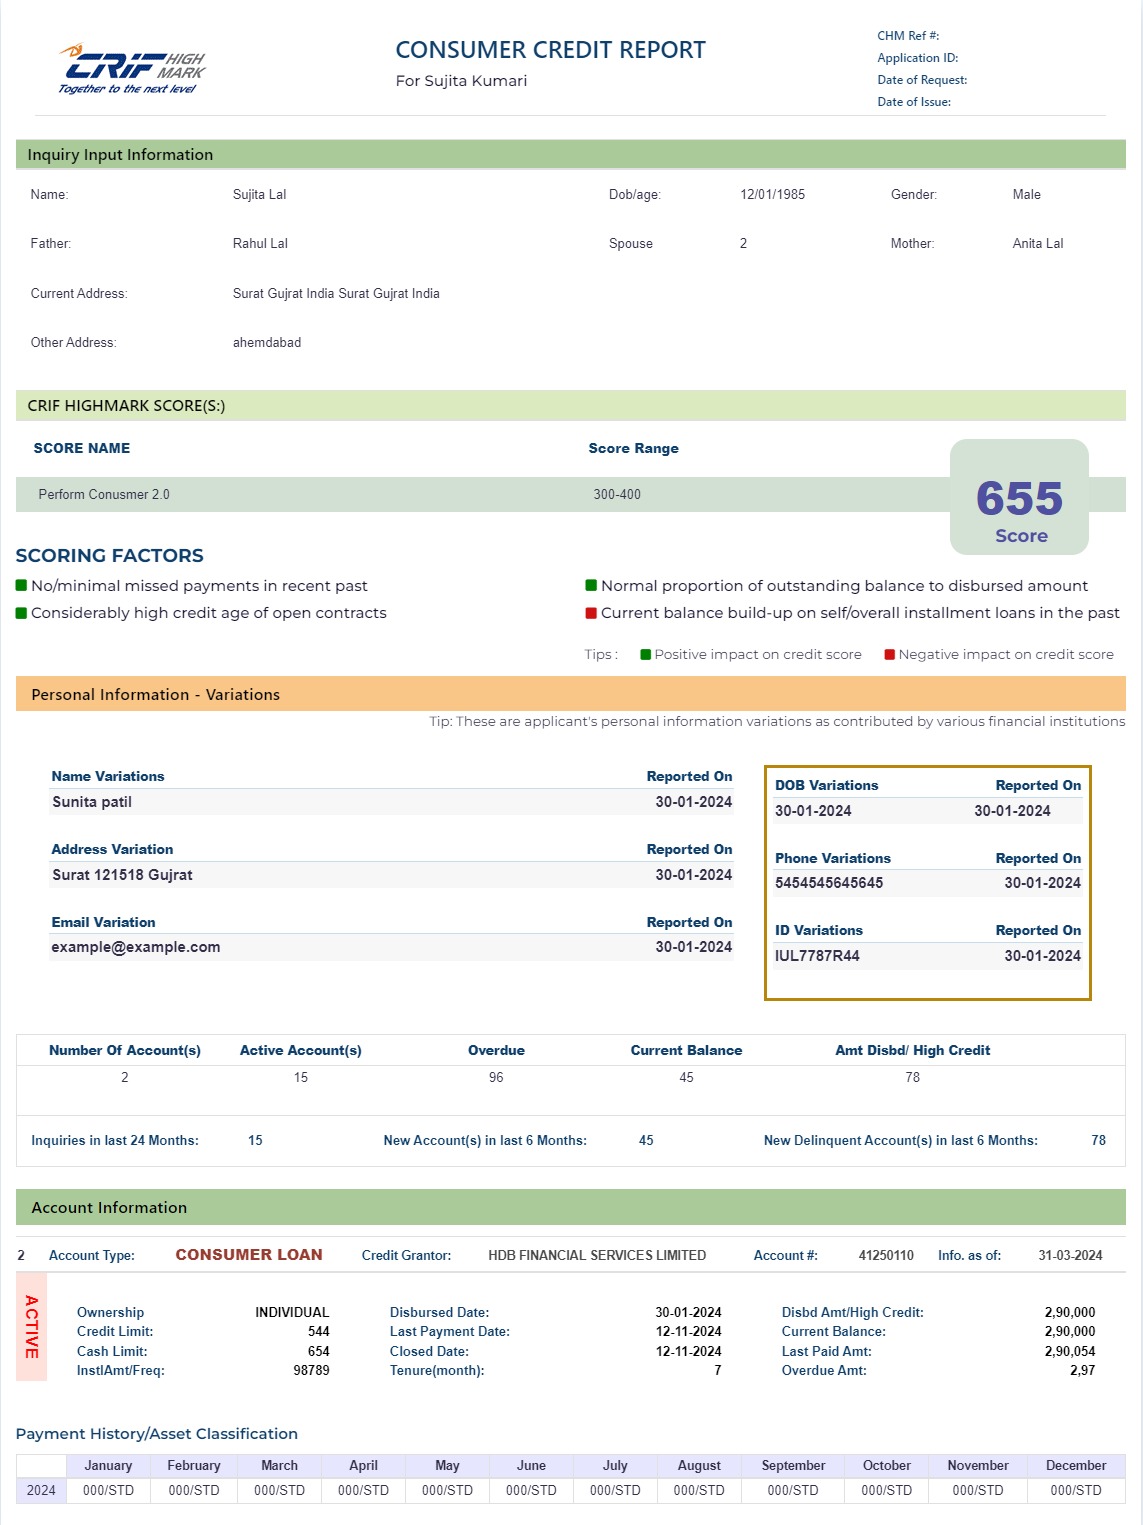 CRIF HIGH MARK
Together to the next level
CONSUMER CREDIT REPORT
For Sujita Kumari
CHM Ref #:
Application ID:
Date of Request:
Date of Issue:
Inquiry Input Information
Name: Sujita Lal Dob/age: 12/01/1985 Gender: Male
Father: Rahul Lal Spouse 2 Mother: Anita Lal
Current Address: Surat Gujrat India Surat Gujrat India
Other Address: ahemdabad
CRIF HIGHMARK SCORE(S:)
SCORE NAME Score Range
Perform Conusmer 2.0 300-400
655
Score
SCORING FACTORS
No/minimal missed payments in recent past Normal proportion of outstanding balance to disbursed amount
Considerably high credit age of open contracts Current balance build-up on self/overall installment loans in the past
Tips : Positive impact on credit score Negative impact on credit score
Personal Information - Variations
Tip: These are applicant's personal information variations as contributed by various financial institutions
Name Variations Reported On
Sunita patil 30-01-2024
Address Variation Reported On
Surat 121518 Gujrat 30-01-2024
Email Variation Reported On
example@example.com 30-01-2024
DOB Variations Reported On
30-01-2024 30-01-2024
Phone Variations Reported On
5454545645645 30-01-2024
ID Variations Reported On
IUL7787R44 30-01-2024
Number Of Account(s) Active Account(s) Overdue Current Balance Amt Disbd/ High Credit
2 15 96 45 78
Inquiries in last 24 Months: 15 New Account(s) in last 6 Months: 45 New Delinquent Account(s) in last 6 Months: 78
Account Information
2 Account Type: CONSUMER LOAN Credit Grantor: HDB FINANCIAL SERVICES LIMITED Account #: 41250110 Info. as of: 31-03-2024
ACTIVE
Ownership INDIVIDUAL Disbursed Date: 30-01-2024 Disbd Amt/High Credit: 2,90,000
Credit Limit: 544 Last Payment Date: 12-11-2024 Current Balance: 2,90,000
Cash Limit: 654 Closed Date: 12-11-2024 Last Paid Amt: 2,90,054
InstlAmt/Freq: 98789 Tenure(month): 7 Overdue Amt: 2,97
Payment History/Asset Classification
January February March April May June July August September October November December
2024 000/STD 000/STD 000/STD 000/STD 000/STD 000/STD 000/STD 000/STD 000/STD 000/STD 000/STD 000/STD